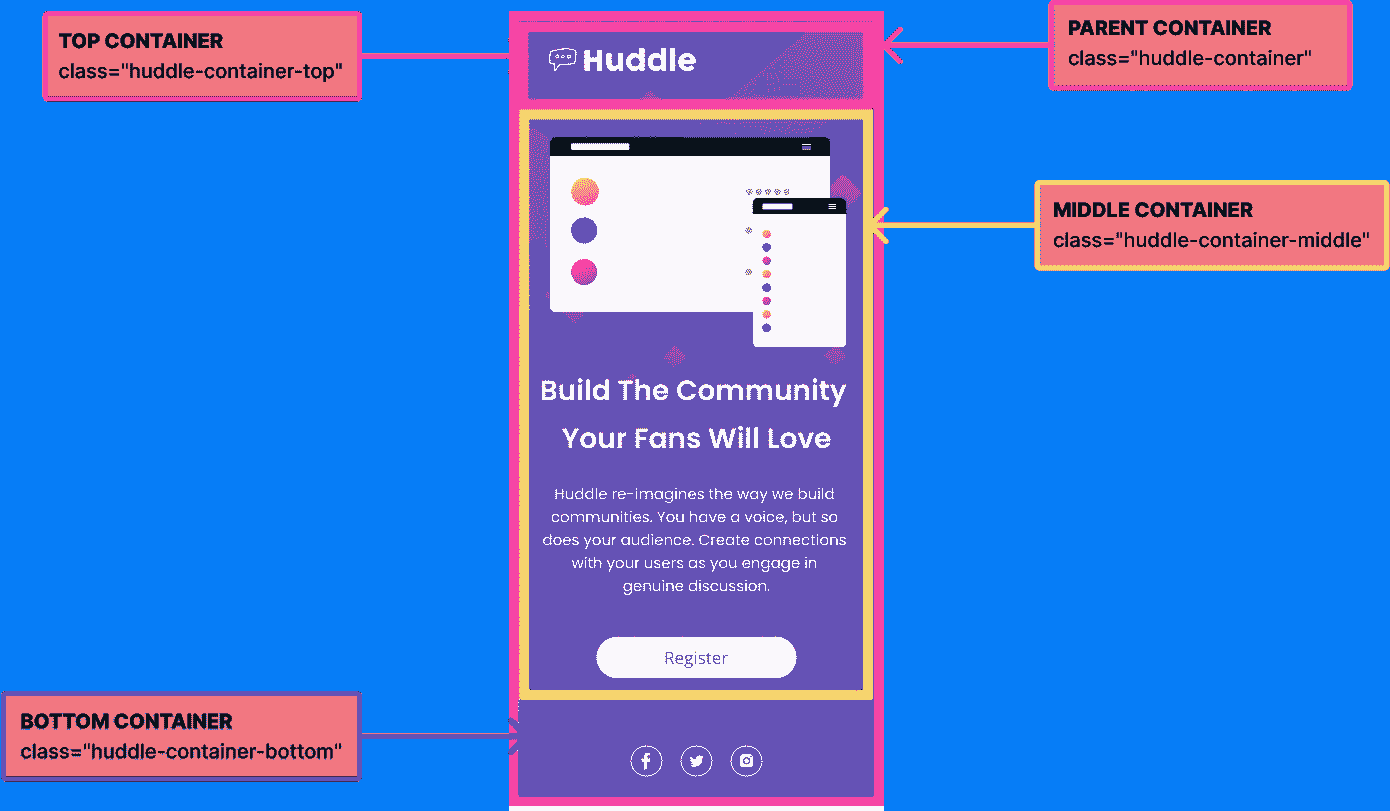 TOP CONTAINER
class="huddle-container-top"
PARENT CONTAINER
class="huddle-container"
Huddle
MIDDLE CONTAINER
class="huddle-container-middle"
Build The Community
Your Fans Will Love
Huddle re-imagines the way we build
communities. You have a voice, but so
does your audience. Create connections
with your users as you engage in
genuine discussion.
Register
BOTTOM CONTAINER
class="huddle-container-bottom"